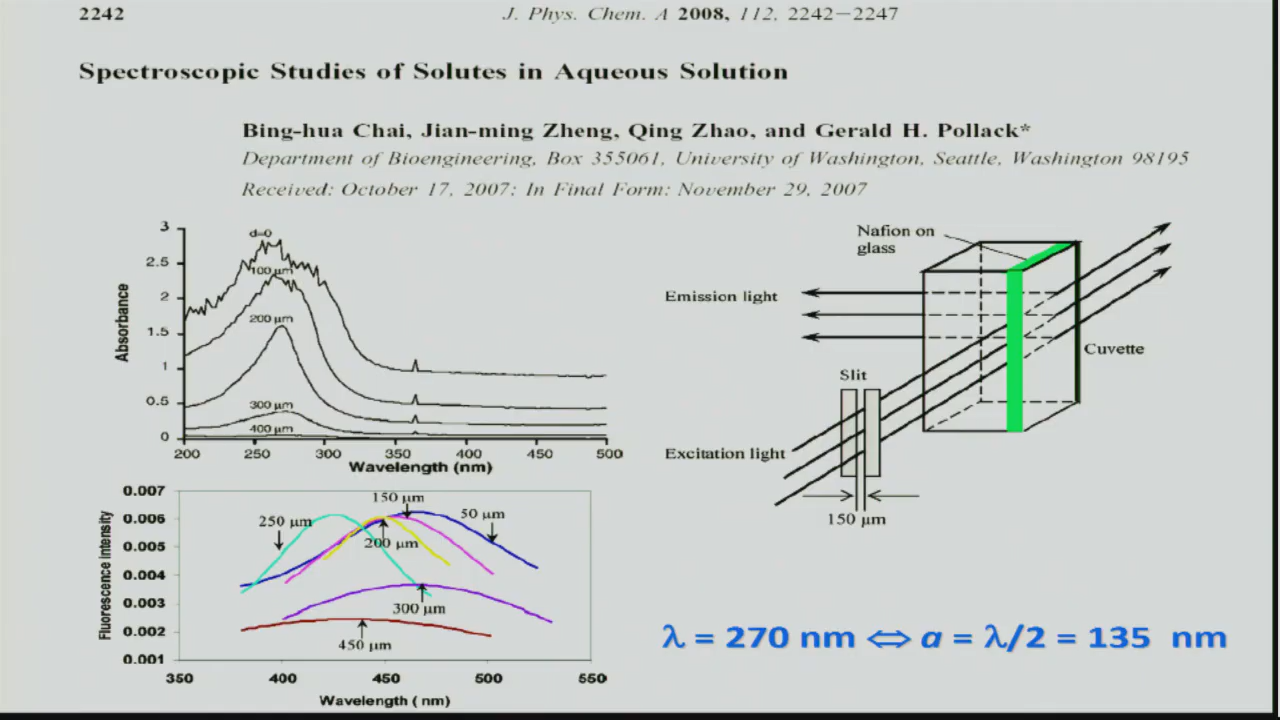 2242
J. Phys. Chem. A 2008, 112, 2242−2247
Spectroscopic Studies of Solutes in Aqueous Solution
Bing-hua Chai, Jian-ming Zheng, Qing Zhao, and Gerald H. Pollack*
Department of Bioengineering, Box 355061, University of Washington, Seattle, Washington 98195
Received: October 17, 2007; In Final Form: November 29, 2007
3
2.5
2
1.5
1
0.5
0
Absorbance
d=0
100 µm
200 µm
300 µm
400 µm
200 250 300 350 400 450 500
Wavelength (nm)
Nafion on
glass
Emission light
Cuvette
Slit
Excitation light
150 µm
0.007
0.006
0.005
0.004
0.003
0.002
0.001
Fluorescence intensity
150 µm
250 µm
50 µm
200 µm
300 µm
450 µm
350 400 450 500 550
Wavelength ( nm)
λ = 270 nm ⇔ a = λ/2 = 135 nm